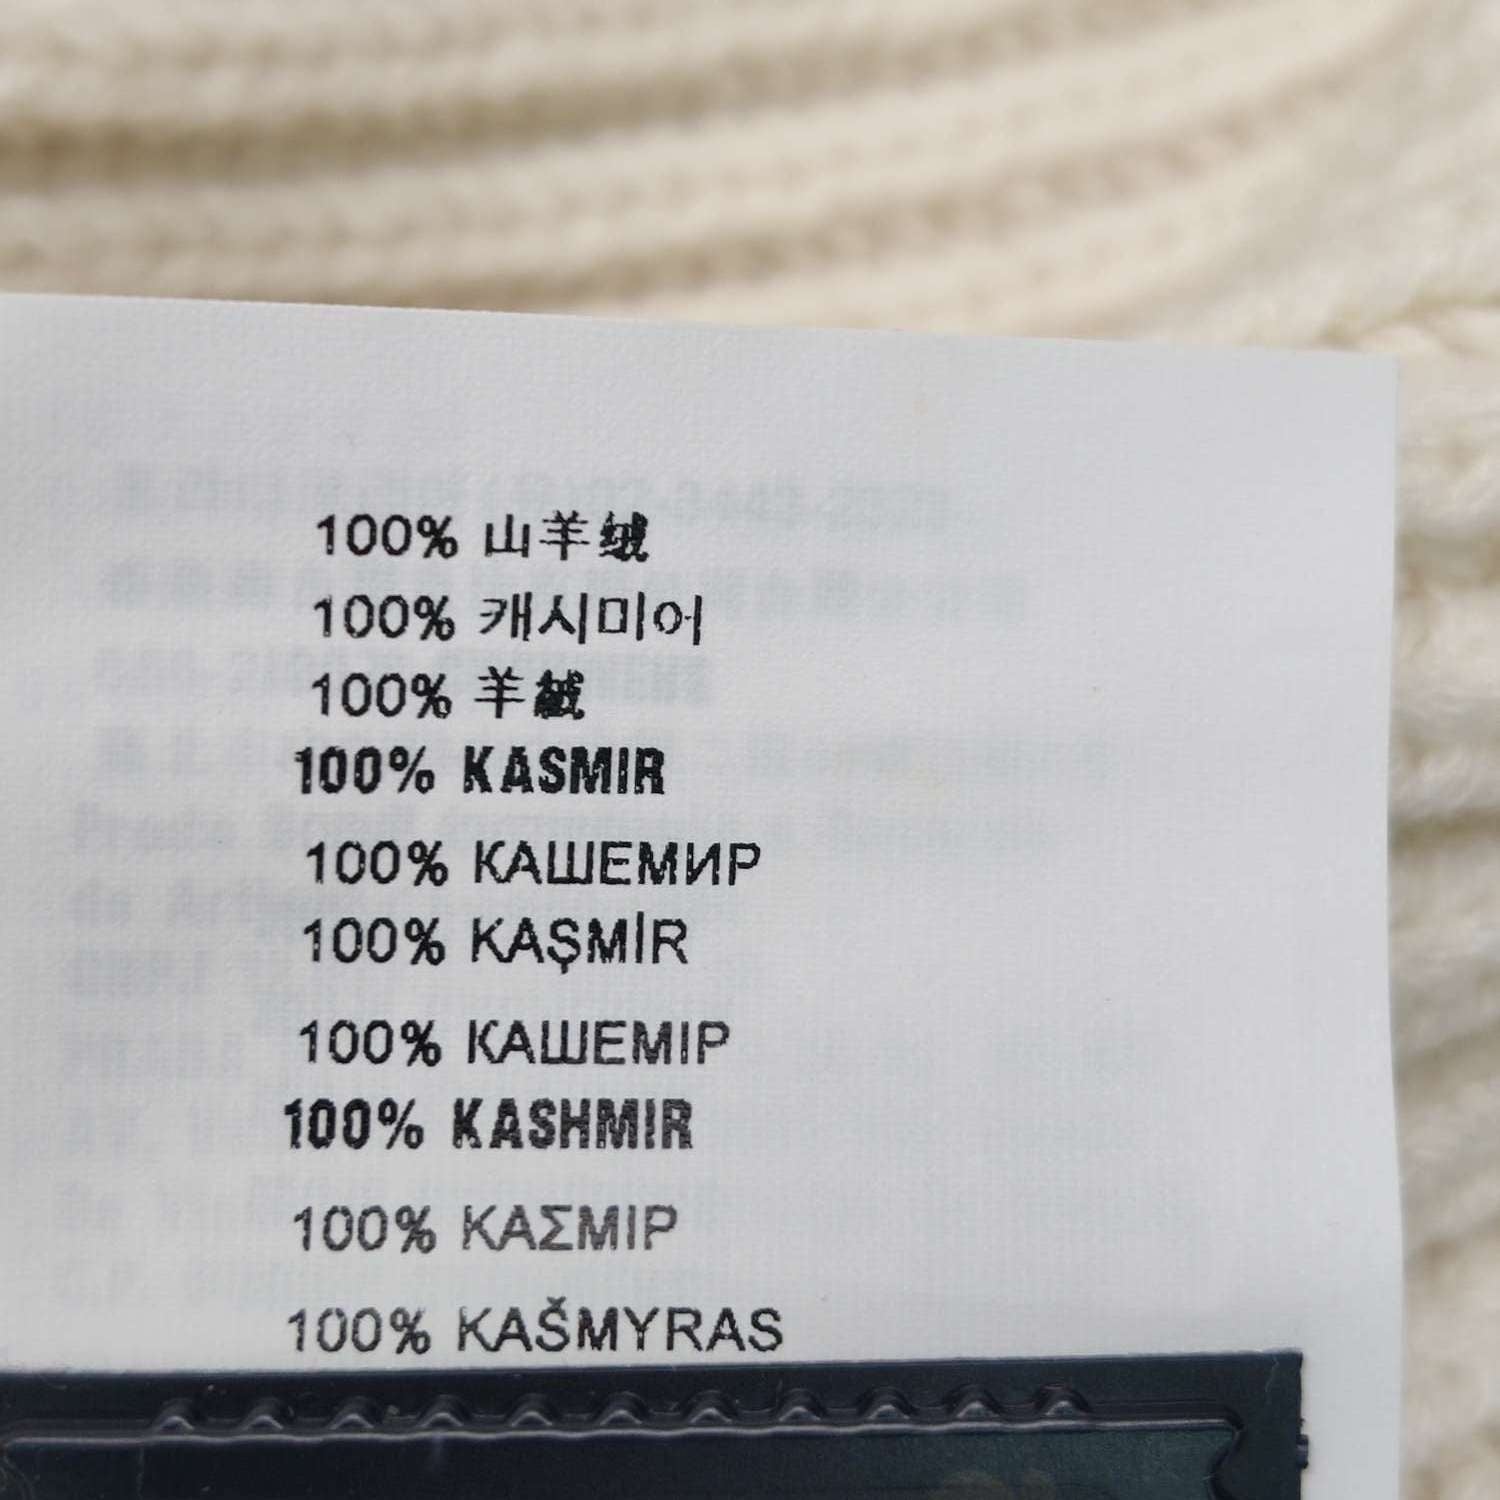 100% 山羊绒
100% 캐시미어
100% 羊絨
100% KASMIR
100% КАШЕМИР
100% KAŞMİR
100% КАШЕМІР
100% KASHMIR
100% ΚΑΣΜΙΡ
100% KAŠMYRAS